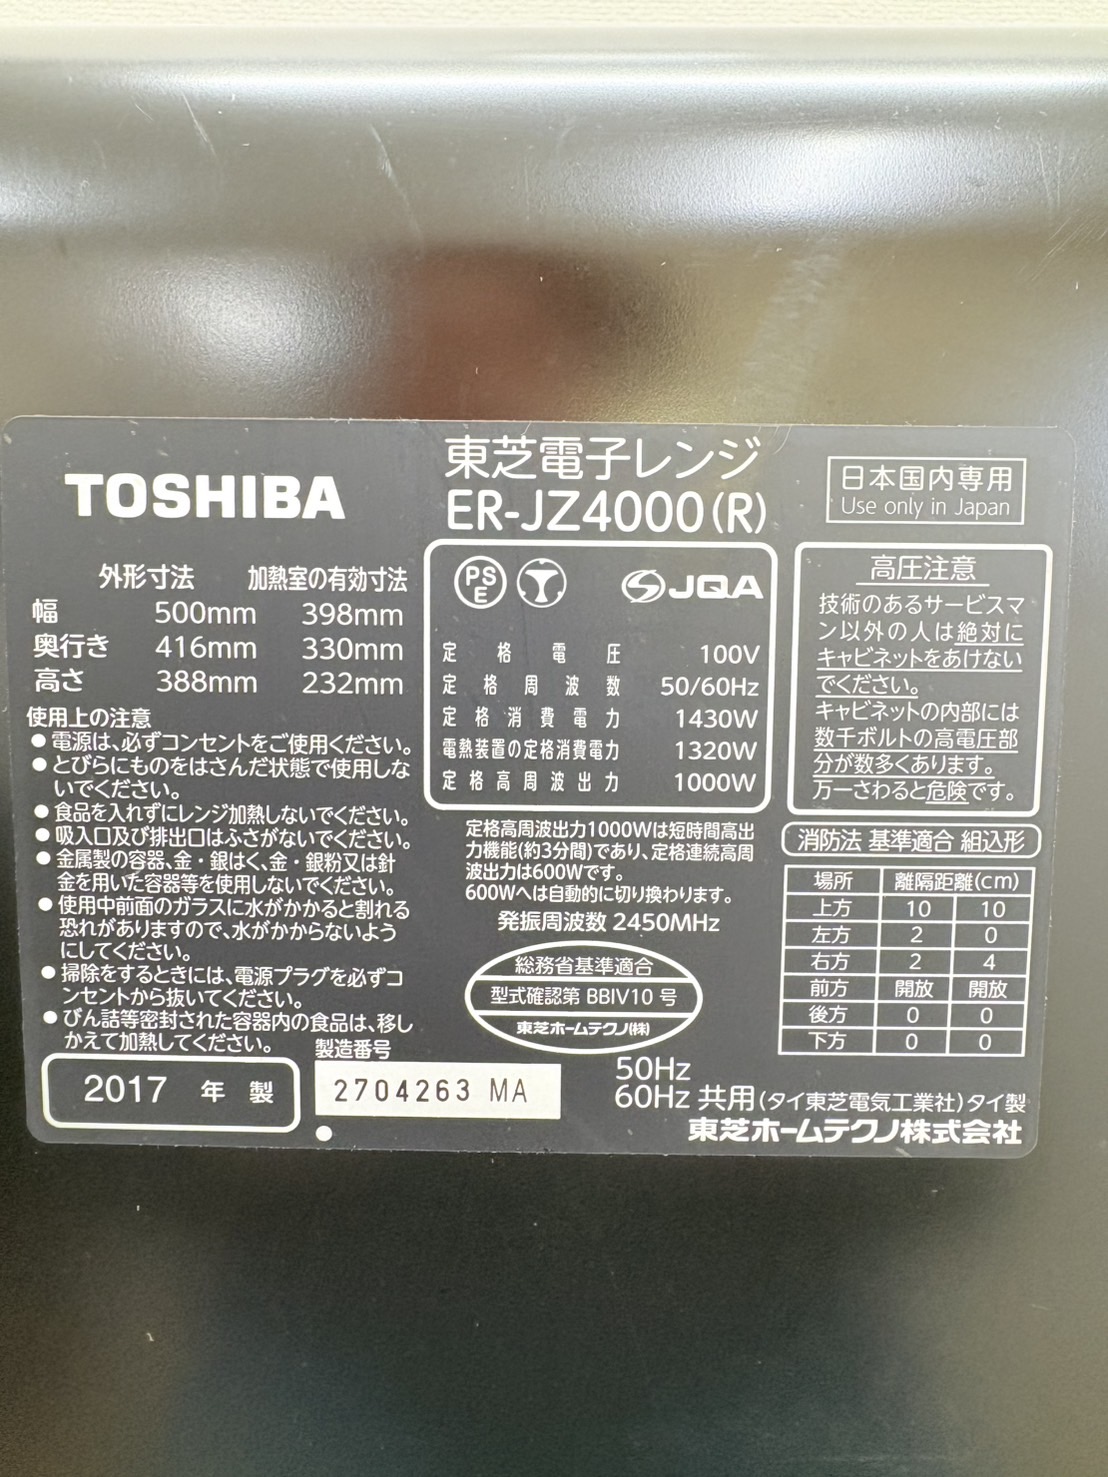 TOSHIBA
東芝電子レンジ
ER-JZ4000(R)
日本国内専用
Use only in Japan
外形寸法 加熱室の有効寸法
幅 500mm 398mm
奥行き 416mm 330mm
高さ 388mm 232mm
使用上の注意
●電源は、必ずコンセントをご使用ください。
●とびらにものをはさんだ状態で使用しな
いでください。
●食品を入れずにレンジ加熱しないでください。
●吸入口及び排出口はふさがないでください。
●金属製の容器、金・銀はく、金・銀粉又は針
金を用いた容器等を使用しないでください。
●使用中前面のガラスに水がかかると割れる
恐れがありますので、水がかからないよう
にしてください。
●掃除をするときには、電源プラグを必ずコ
ンセントから抜いてください。
●びん詰等密封された容器内の食品は、移し
かえて加熱してください。
2017 年 製
製造番号
2704263 MA
PS
E
JQA
定格電圧 100V
定格周波数 50/60Hz
定格消費電力 1430W
電熱装置の定格消費電力 1320W
定格高周波出力 1000W
定格高周波出力1000Wは短時間高出
力機能(約3分間)であり、定格連続高周
波出力は600Wです。
600Wへは自動的に切り換わります。
発振周波数 2450MHz
総務省基準適合
型式確認第 BBIV10 号
東芝ホームテクノ(株)
高圧注意
技術のあるサービスマ
ン以外の人は絶対に
キャビネットをあけない
でください。
キャビネットの内部には
数千ボルトの高電圧部
分が数多くあります。
万一さわると危険です。
消防法 基準適合 組込形
場所 離隔距離(cm)
上方 10 10
左方 2 0
右方 2 4
前方 開放 開放
後方 0 0
下方 0 0
50Hz
60Hz 共用 (タイ東芝電気工業社)タイ製
東芝ホームテクノ株式会社